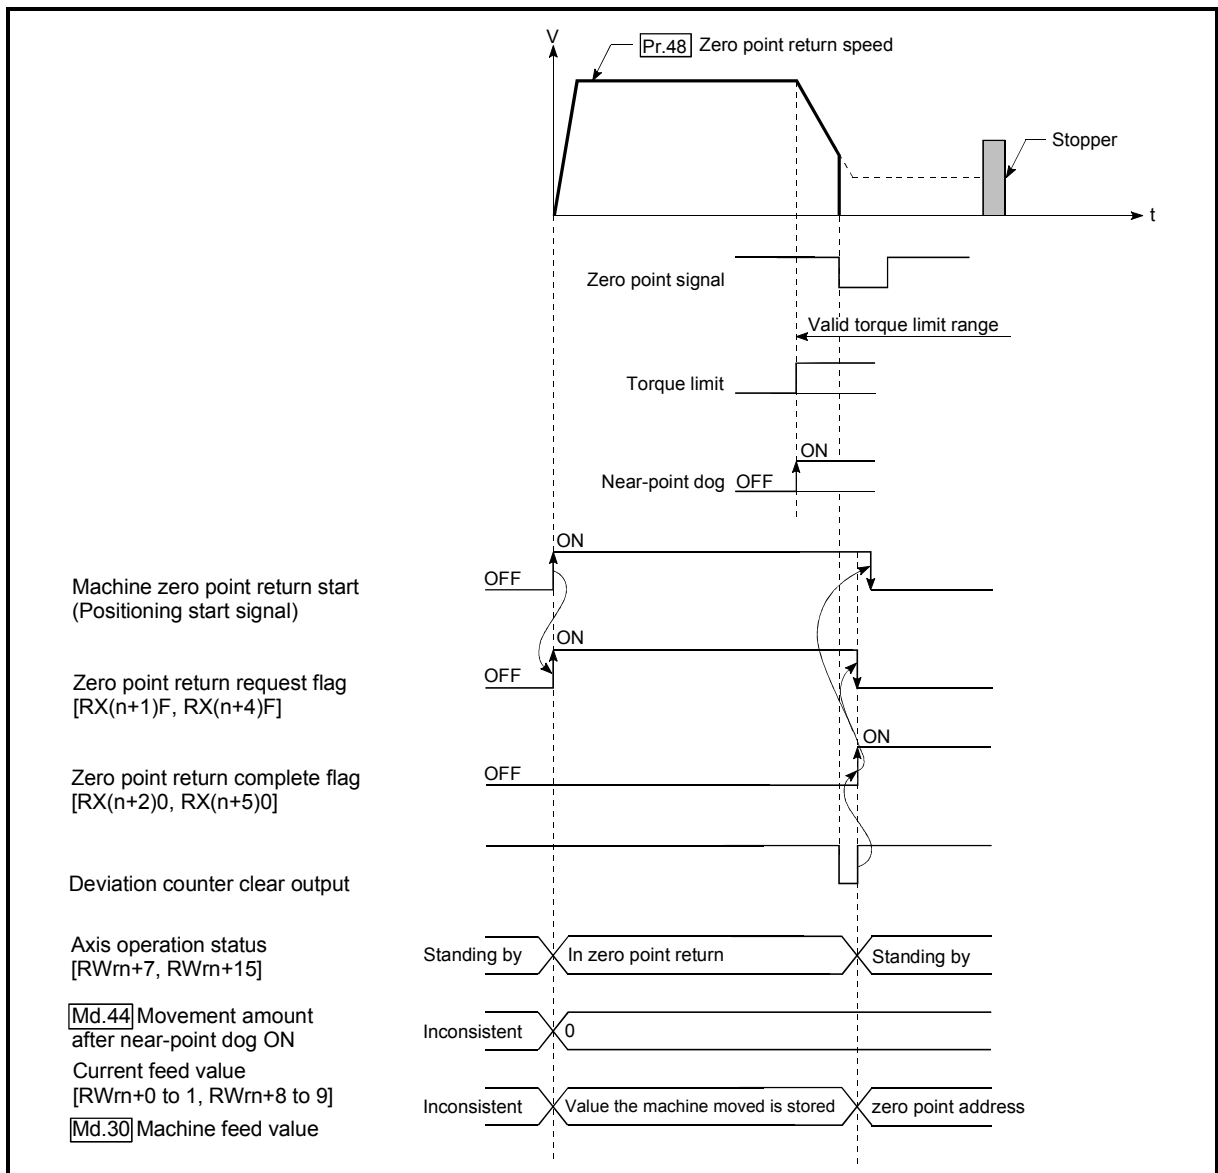 V
Pr.48 Zero point return speed
Stopper
t
Zero point signal
Valid torque limit range
Torque limit
ON
Near-point dog OFF
ON
OFF
Machine zero point return start
(Positioning start signal)
ON
OFF
Zero point return request flag
[RX(n+1)F, RX(n+4)F]
ON
OFF
Zero point return complete flag
[RX(n+2)0, RX(n+5)0]
Deviation counter clear output
Axis operation status
[RWrn+7, RWrn+15]
Standing by In zero point return Standing by
Md.44 Movement amount
after near-point dog ON
Inconsistent 0
Current feed value
[RWrn+0 to 1, RWrn+8 to 9]
Inconsistent Value the machine moved is stored zero point address
Md.30 Machine feed value